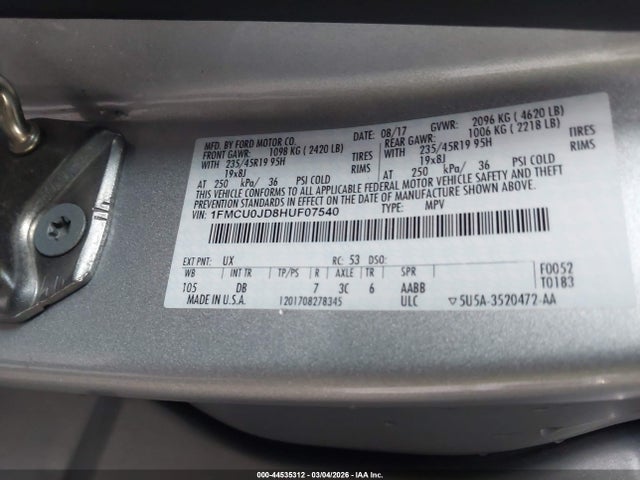 MFD. BY FORD MOTOR CO.
DATE: 08/17 GVWR: 2096 KG ( 4620 LB)
FRONT GAWR: 1098 KG ( 2420 LB)
REAR GAWR: 1006 KG ( 2218 LB)
WITH 235/45R19 95H TIRES
WITH 235/45R19 95H TIRES
19x8J RIMS
19x8J RIMS
AT 250 kPa/ 36 PSI COLD
AT 250 kPa/ 36 PSI COLD
THIS VEHICLE CONFORMS TO ALL APPLICABLE FEDERAL MOTOR VEHICLE SAFETY AND THEFT
PREVENTION STANDARDS IN EFFECT ON THE DATE OF MANUFACTURE SHOWN ABOVE.
VIN: 1FMCU0JD8HUF07540 TYPE: MPV
EXT PNT: UX RC: 53 DSO:
WB INT TR TP/PS R AXLE TR SPR F0052
105 DB 7 3C 6 AABB T0183
MADE IN U.S.A. 1201708278345 ULC ▽5U5A-3520472-AA
000-44535312 - 03/04/2026 - IAA Inc.